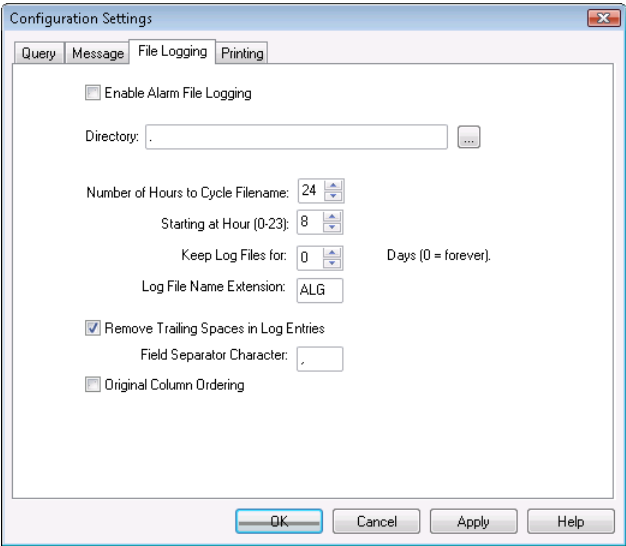 Configuration Settings
Query Message File Logging Printing
Enable Alarm File Logging
Directory: .
...
Number of Hours to Cycle Filename: 24
Starting at Hour (0-23): 8
Keep Log Files for: 0 Days (0 = forever).
Log File Name Extension: ALG
Remove Trailing Spaces in Log Entries
Field Separator Character: ,
Original Column Ordering
OK Cancel Apply Help